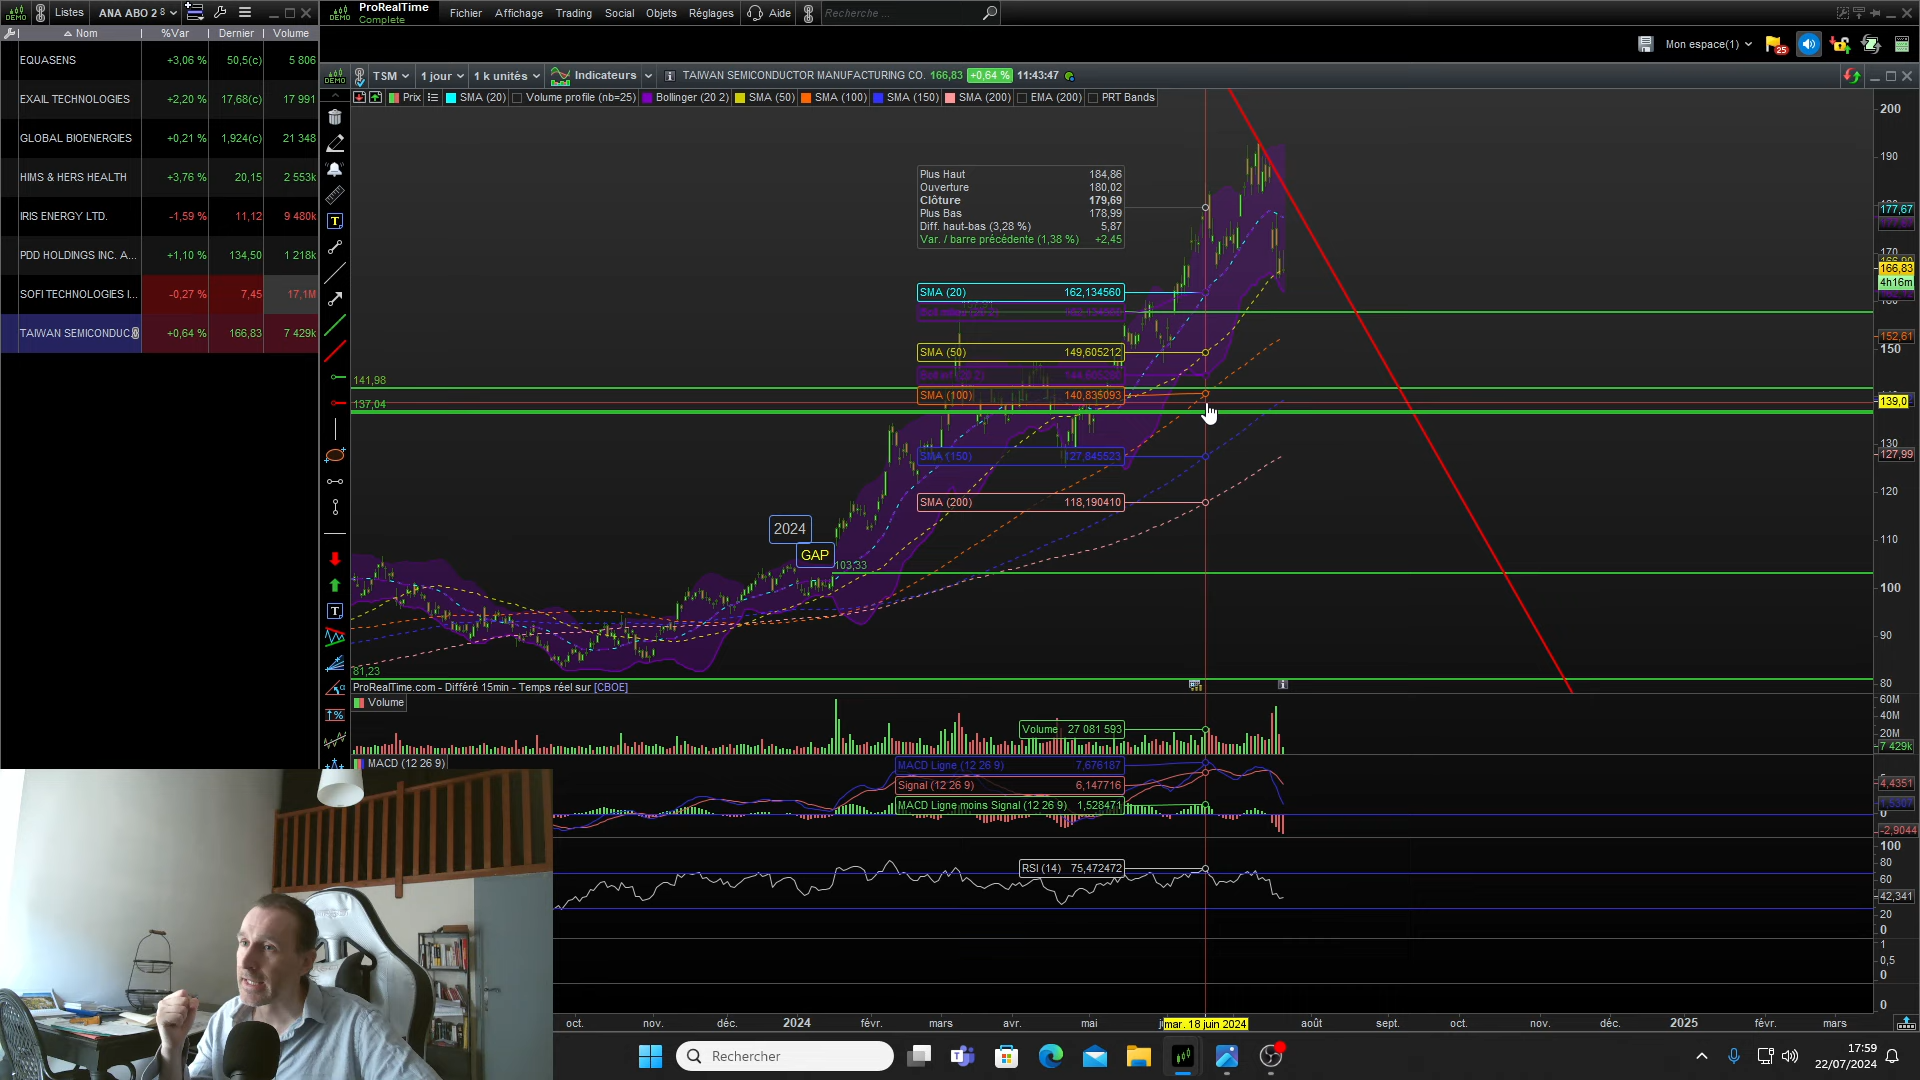 Listes ANA ABO 2 8
ProRealTime
Complete
DEMO
Fichier Affichage Trading Social Objets Réglages Aide Recherche ...
Nom %Var Dernier Volume
EQUASENS +3,06 % 50,5(c) 5 806
EXAIL TECHNOLOGIES +2,20 % 17,68(c) 17 991
GLOBAL BIOENERGIES +0,21 % 1,924(c) 21 348
HIMS & HERS HEALTH +3,76 % 20,15 2 553k
IRIS ENERGY LTD. -1,59 % 11,12 9 480k
PDD HOLDINGS INC. A... +1,10 % 134,50 1 218k
SOFI TECHNOLOGIES I... -0,27 % 7,45 17,1M
TAIWAN SEMICONDUC... +0,64 % 166,83 7 429k
Mon espace(1) 25
DEMO TSM 1 jour 1 k unités Indicateurs TAIWAN SEMICONDUCTOR MANUFACTURING CO. 166,83 +0,64 % 11:43:47
Prix SMA (20) Volume profile (nb=25) Bollinger (20 2) SMA (50) SMA (100) SMA (150) SMA (200) EMA (200) PRT Bands
Plus Haut 184,86
Ouverture 180,02
Clôture 179,69
Plus Bas 178,99
Diff. haut-bas (3,28 %) 5,87
Var. / barre précédente (1,38 %) +2,45
SMA (20) 162,134560
SMA (50) 149,605212
SMA (100) 140,835093
SMA (150) 127,845523
SMA (200) 118,190410
141,98
137,04
2024
GAP
103,33
81,23
200
190
177,67
170
166,83
4h16m
152,61
150
139,0
130
127,99
120
110
100
90
80
ProRealTime.com - Différé 15min - Temps réel sur [CBOE]
Volume
Volume 27 081 593
60M
40M
20M
7 429k
MACD (12 26 9)
MACD Ligne (12 26 9) 7,676187
Signal (12 26 9) 6,147716
MACD Ligne moins Signal (12 26 9) 1,528471
4,4351
1,5307
0
-2,9044
RSI (14) 75,472472
100
80
60
42,341
20
0
1
0,5
0
0
oct. nov. déc. 2024 févr. mars avr. mai mar. 18 juin 2024 août sept. oct. nov. déc. 2025 févr. mars
Rechercher
17:59
22/07/2024